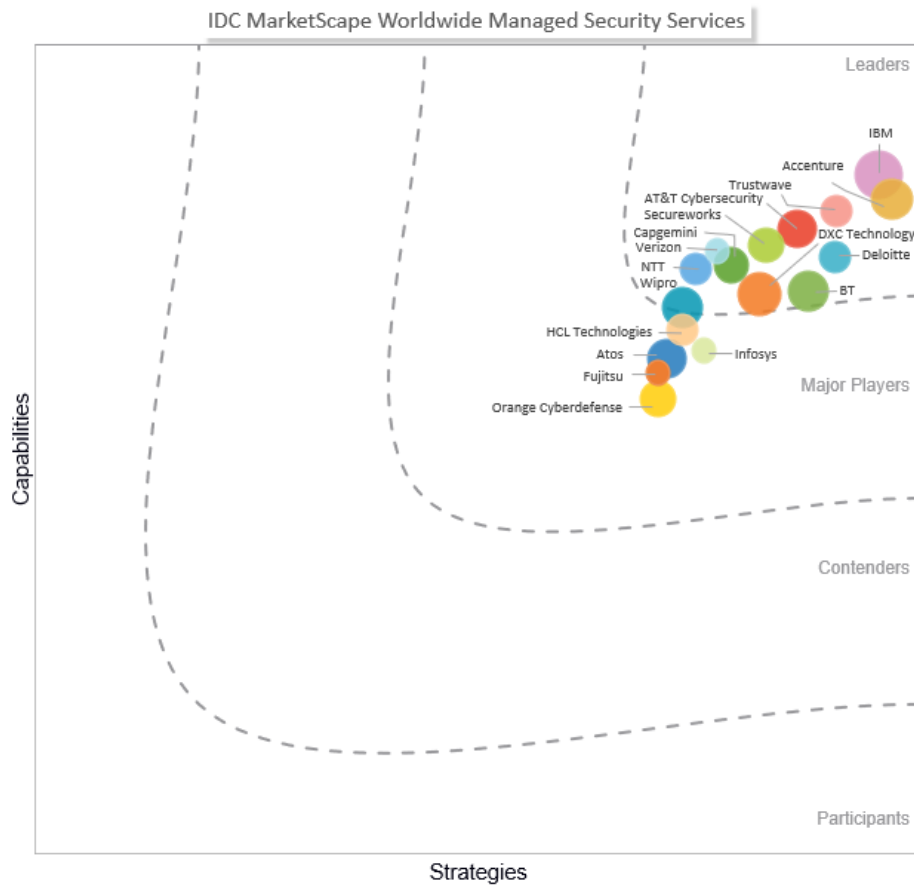 IDC MarketScape Worldwide Managed Security Services
Leaders
IBM
Accenture
Trustwave
AT&T Cybersecurity
Secureworks
Capgemini
DXC Technology
Verizon
Deloitte
NTT
Wipro
BT
HCL Technologies
Atos
Infosys
Fujitsu
Major Players
Orange Cyberdefense
Capabilities
Contenders
Participants
Strategies